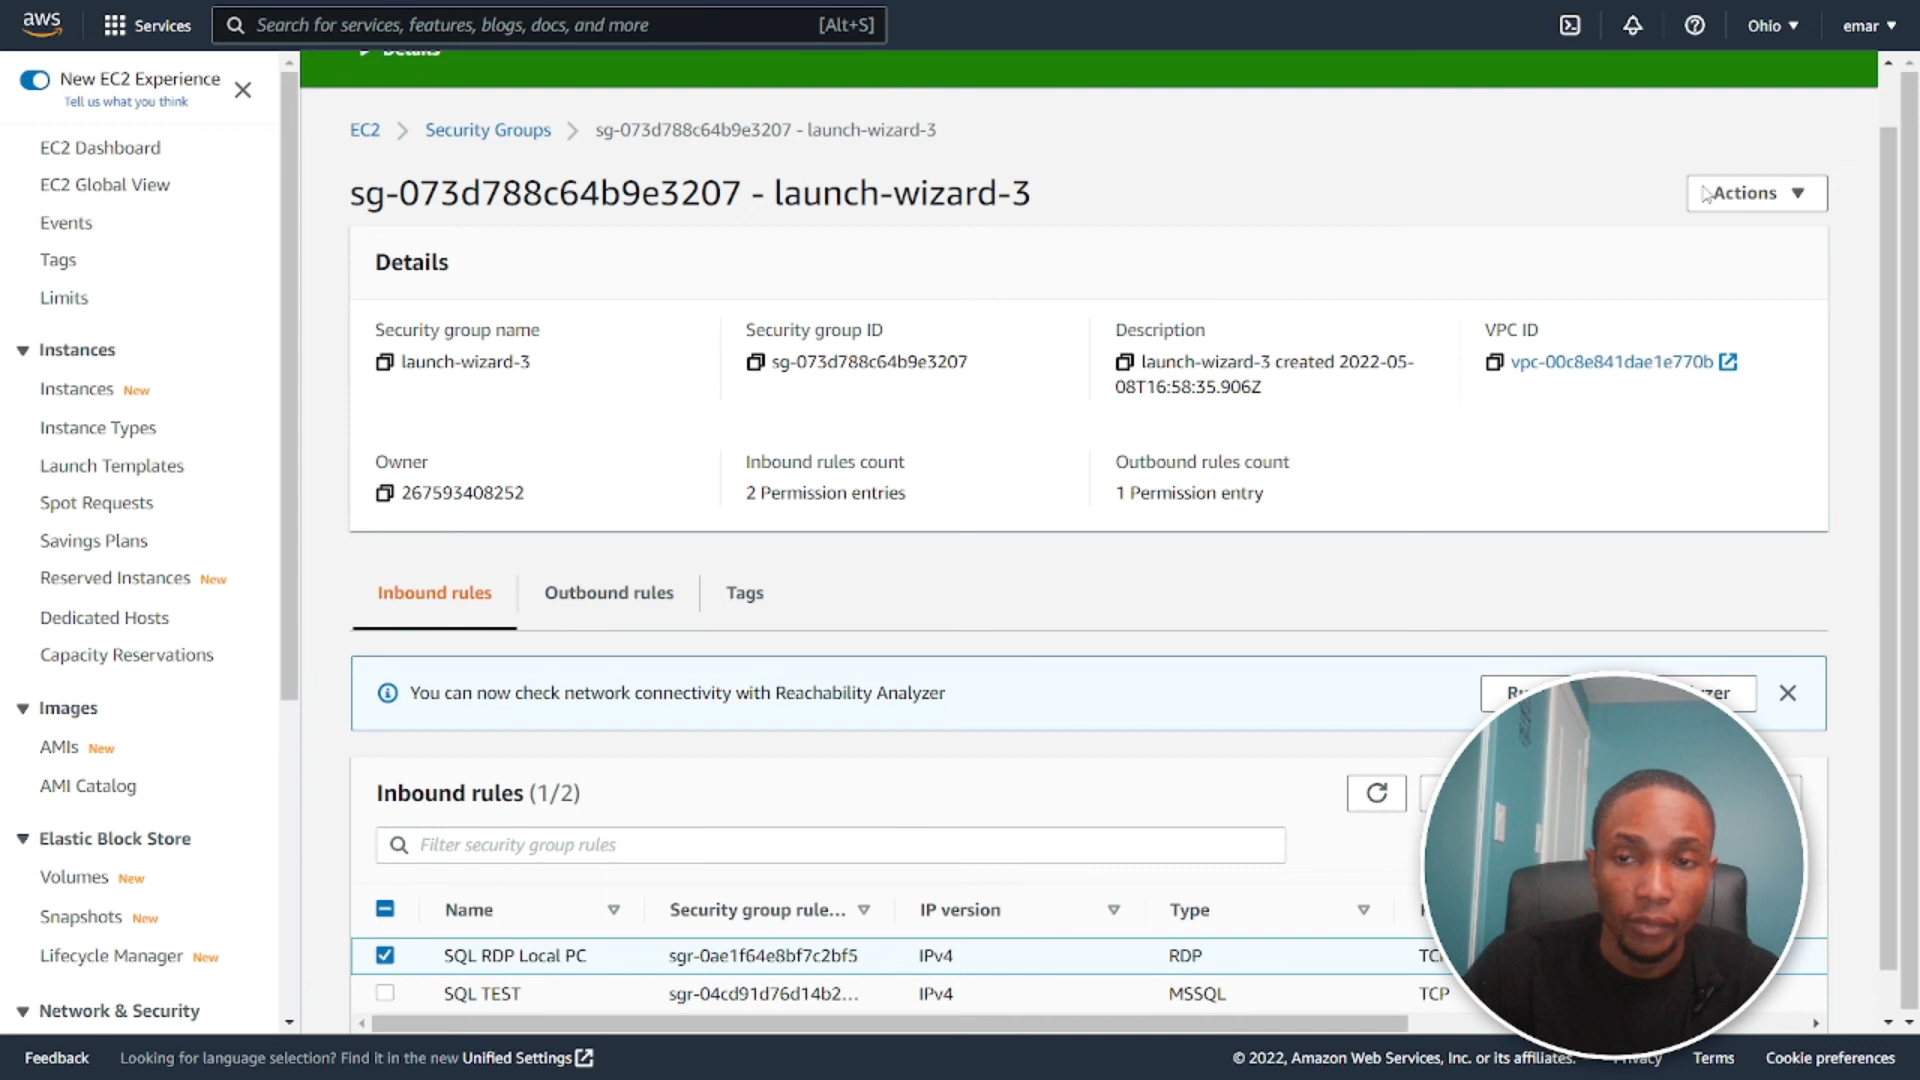 aws
Services
Search for services, features, blogs, docs, and more
[Alt+S]
Ohio ▼
emar ▼
New EC2 Experience
Tell us what you think
EC2 Dashboard
EC2 Global View
Events
Tags
Limits
Instances
Instances New
Instance Types
Launch Templates
Spot Requests
Savings Plans
Reserved Instances New
Dedicated Hosts
Capacity Reservations
Images
AMIs New
AMI Catalog
Elastic Block Store
Volumes New
Snapshots New
Lifecycle Manager New
Network & Security
Details
EC2 > Security Groups > sg-073d788c64b9e3207 - launch-wizard-3
sg-073d788c64b9e3207 - launch-wizard-3
Actions ▼
Details
Security group name
launch-wizard-3
Security group ID
sg-073d788c64b9e3207
Description
launch-wizard-3 created 2022-05-
08T16:58:35.906Z
VPC ID
vpc-00c8e841dae1e770b
Owner
267593408252
Inbound rules count
2 Permission entries
Outbound rules count
1 Permission entry
Inbound rules
Outbound rules
Tags
You can now check network connectivity with Reachability Analyzer
Inbound rules (1/2)
Filter security group rules
Name
Security group rule...
IP version
Type
SQL RDP Local PC
sgr-0ae1f64e8bf7c2bf5
IPv4
RDP
SQL TEST
sgr-04cd91d76d14b2...
IPv4
MSSQL
TCP
Feedback
Looking for language selection? Find it in the new Unified Settings
© 2022, Amazon Web Services, Inc. or its affiliates.
Terms
Cookie preferences